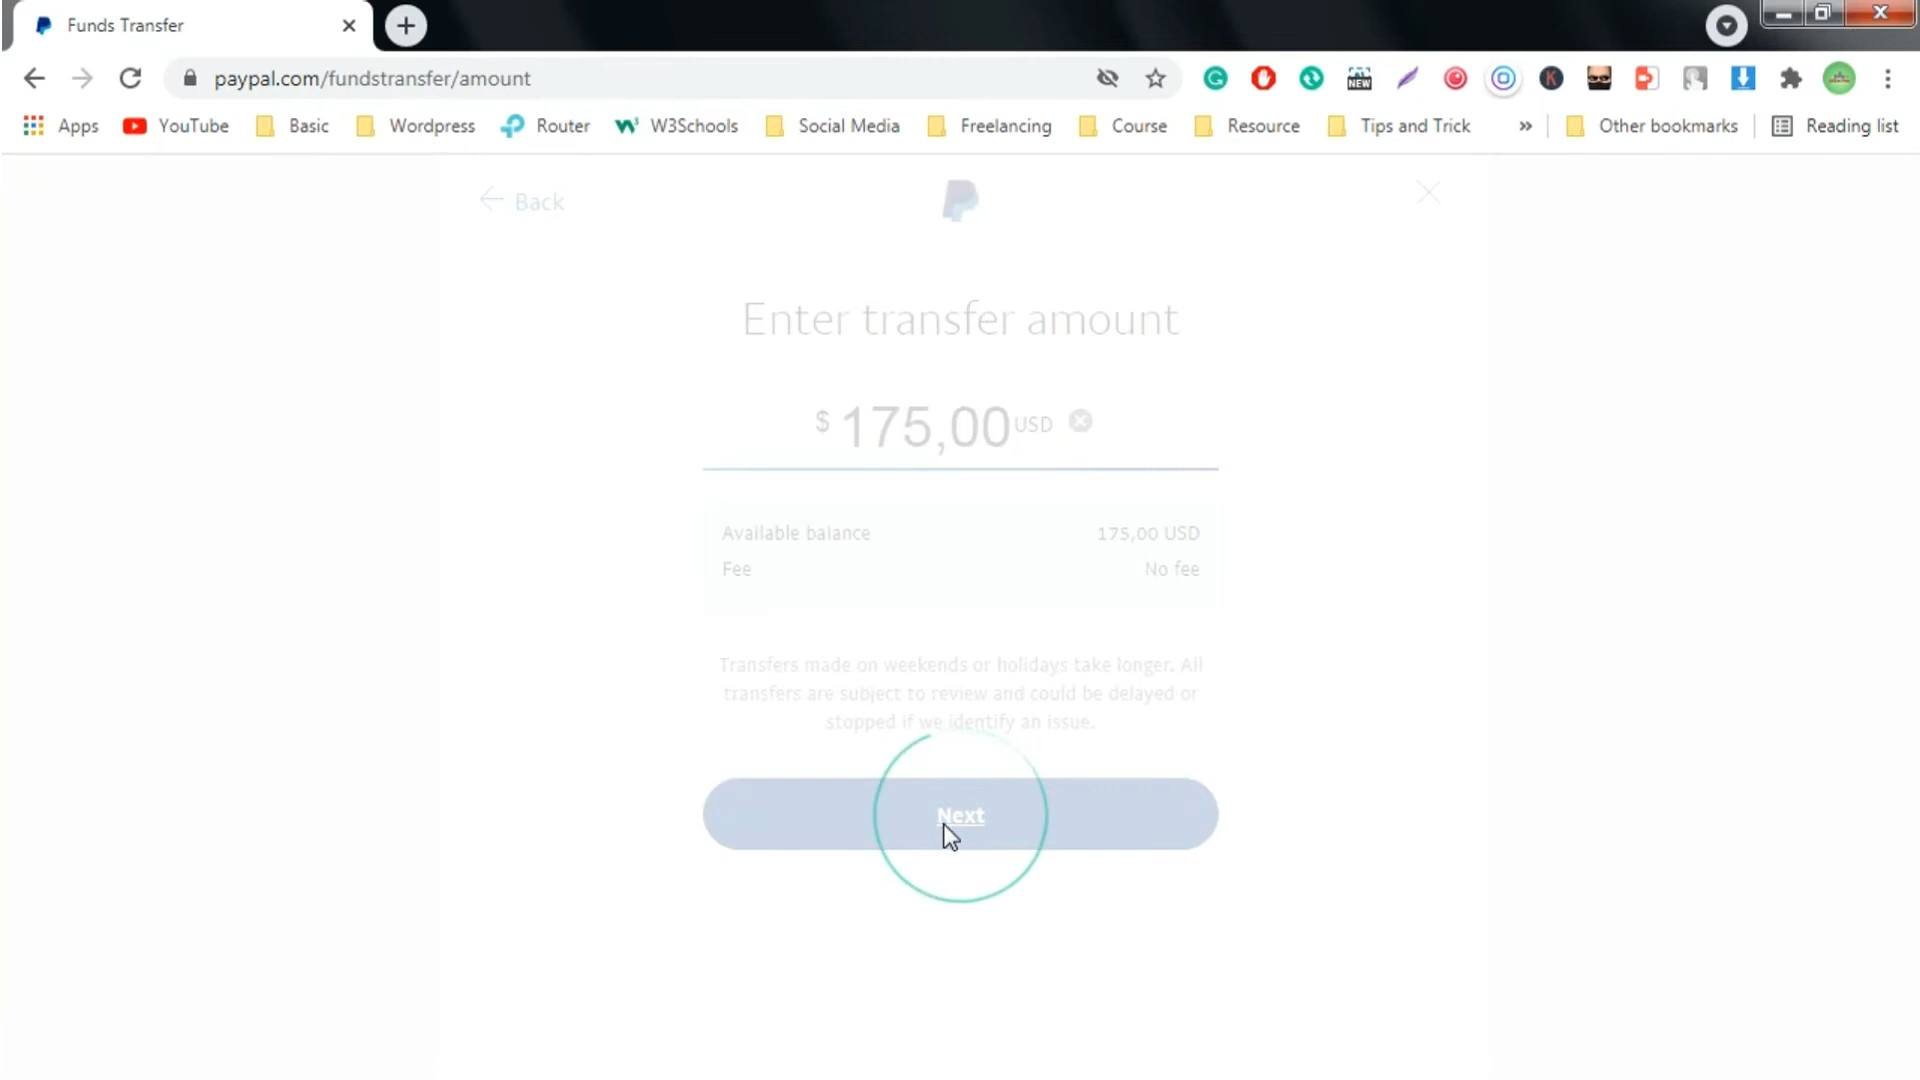 Funds Transfer
paypal.com/fundstransfer/amount
NEW
K
Apps YouTube Basic Wordpress Router W3Schools Social Media Freelancing Course Resource Tips and Trick » Other bookmarks Reading list
Back
Enter transfer amount
$ 175,00 USD
Available balance 175,00 USD
Fee No fee
Transfers made on weekends or holidays take longer. All
transfers are subject to review and could be delayed or
stopped if we identify an issue.
Next